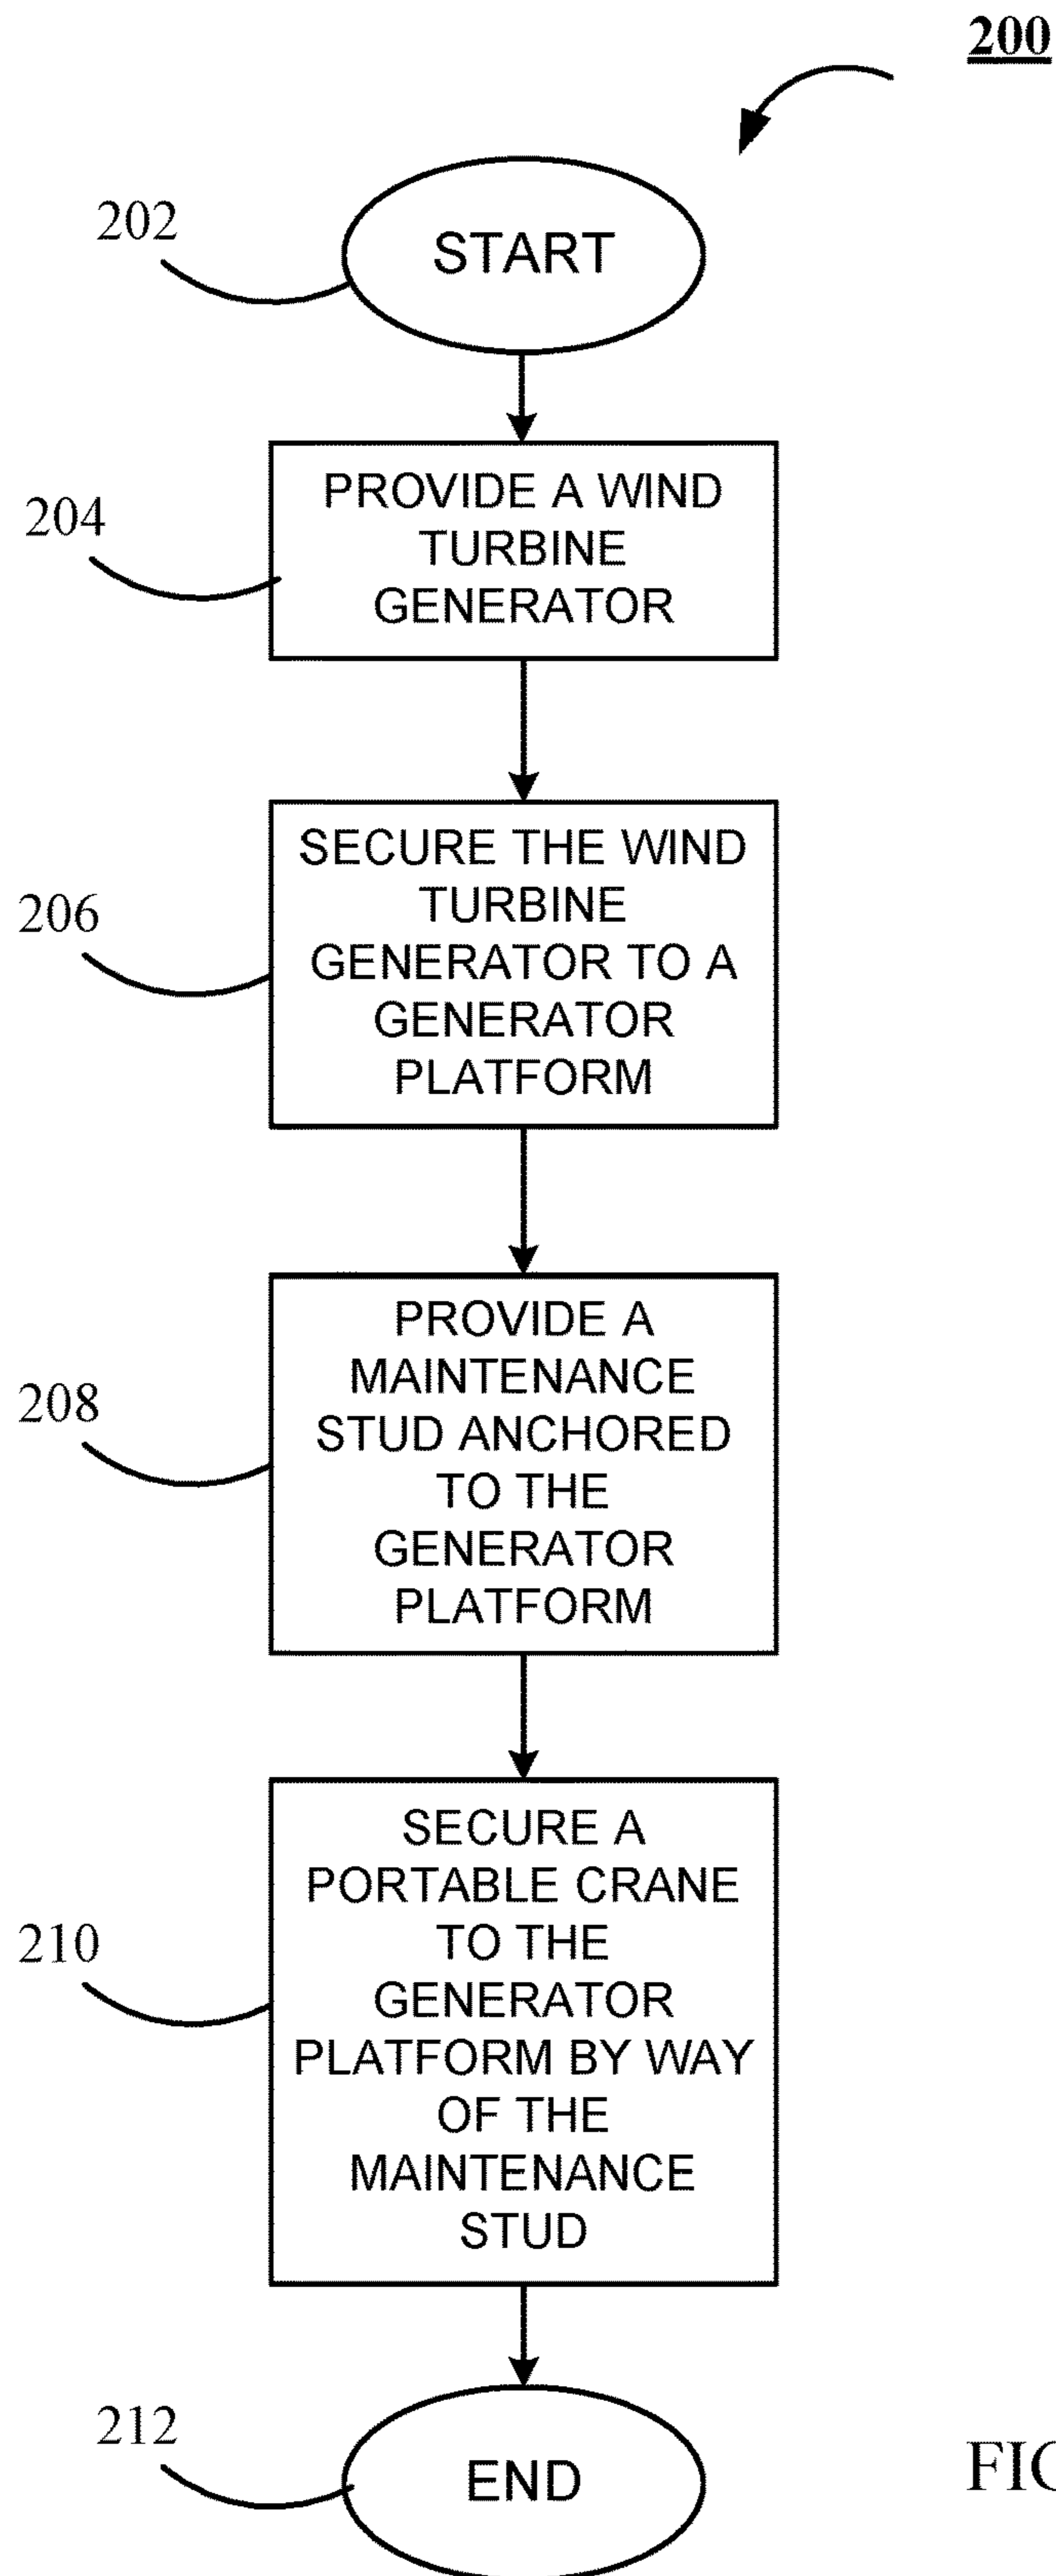 200
202
START
204
PROVIDE A WIND
TURBINE
GENERATOR
206
SECURE THE WIND
TURBINE
GENERATOR TO A
GENERATOR
PLATFORM
208
PROVIDE A
MAINTENANCE
STUD ANCHORED
TO THE
GENERATOR
PLATFORM
210
SECURE A
PORTABLE CRANE
TO THE
GENERATOR
PLATFORM BY WAY
OF THE
MAINTENANCE
STUD
212
END